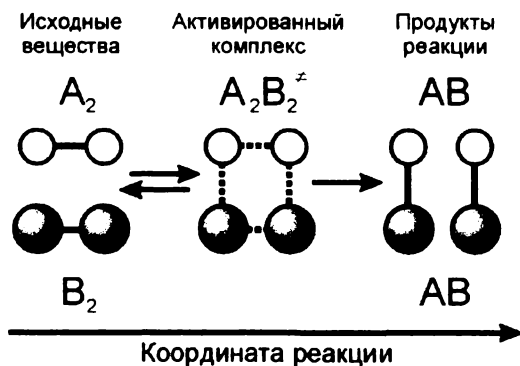 Исходные вещества
Активированный комплекс
Продукты реакции
A₂
A₂B₂≠
AB
B₂
AB
Координата реакции